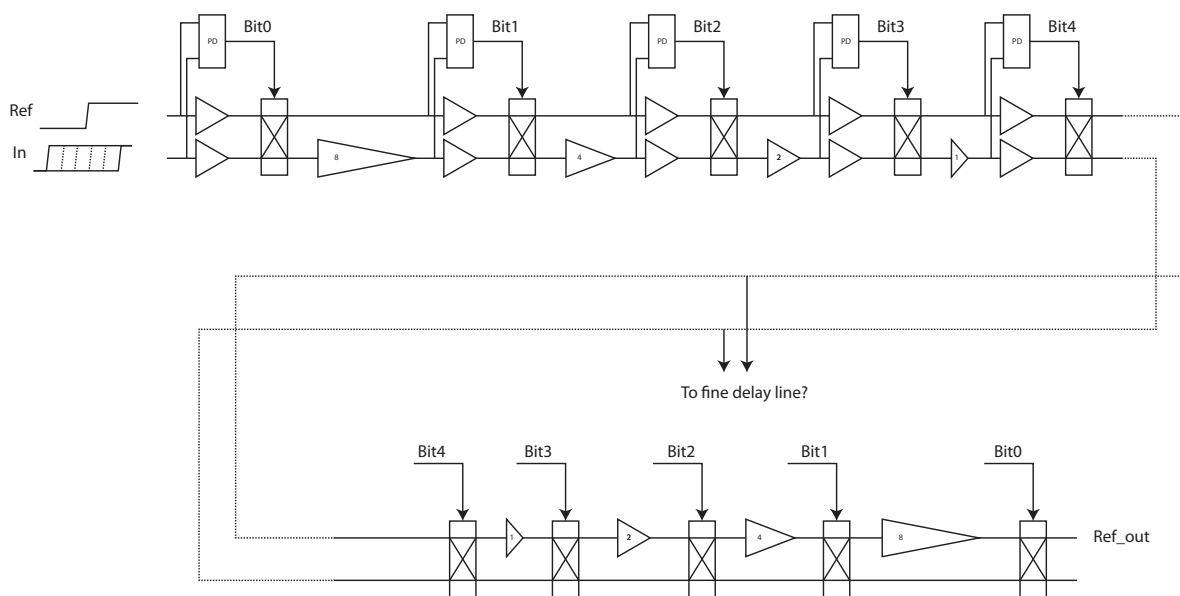 Bit0 Bit1 Bit2 Bit3 Bit4
PD PD PD PD PD
Ref
In
8 4 2 1
To fine delay line?
Bit4 Bit3 Bit2 Bit1 Bit0
1 2 4 8
Ref_out